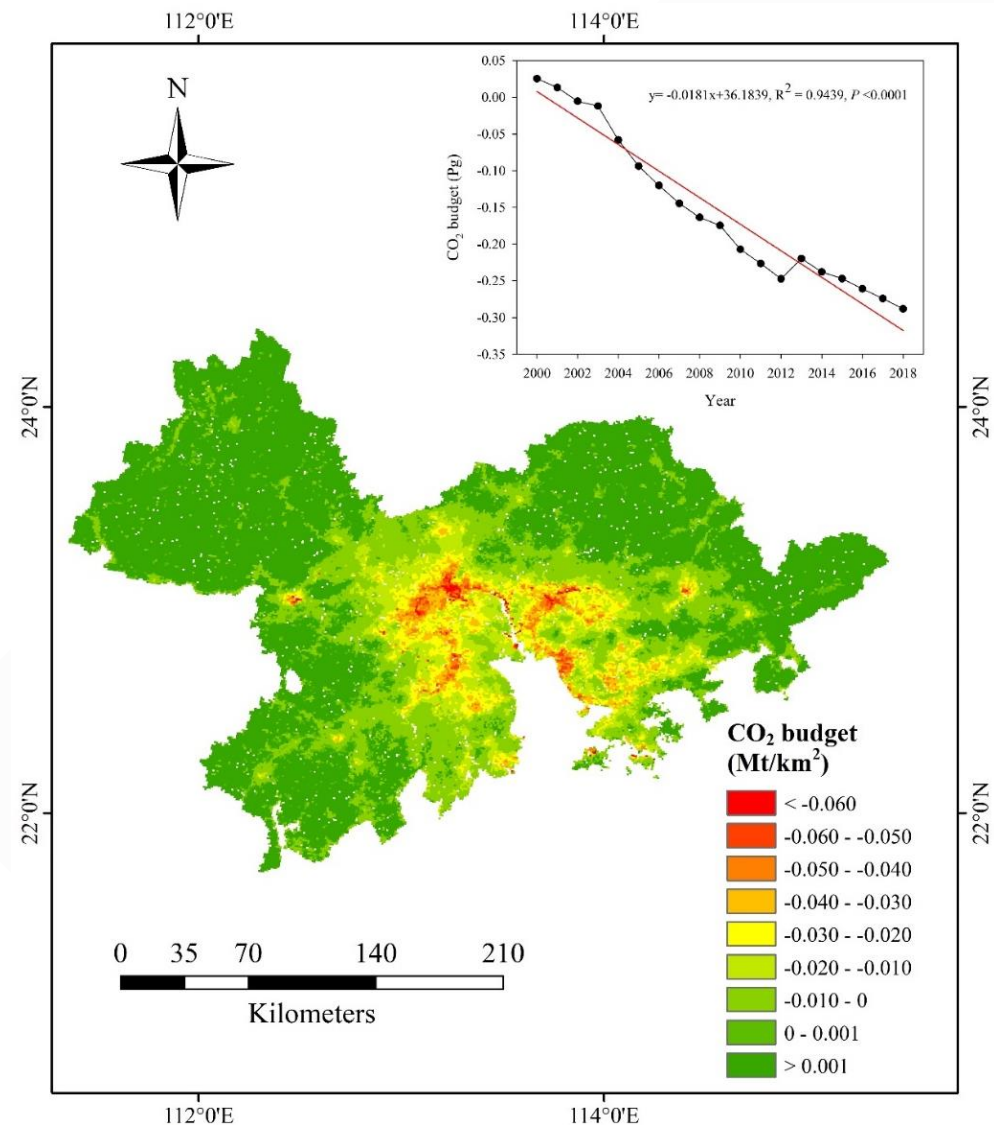 112°0'E
114°0'E
N
0.05
0.00
-0.05
-0.10
-0.15
-0.20
-0.25
-0.30
-0.35
CO₂ budget (Pg)
y= -0.0181x+36.1839, R² = 0.9439, P <0.0001
2000 2002 2004 2006 2008 2010 2012 2014 2016 2018
Year
24°0'N
24°0'N
22°0'N
22°0'N
CO₂ budget
(Mt/km²)
< -0.060
-0.060 - -0.050
-0.050 - -0.040
-0.040 - -0.030
-0.030 - -0.020
-0.020 - -0.010
-0.010 - 0
0 - 0.001
> 0.001
0 35 70 140 210
Kilometers
112°0'E
114°0'E